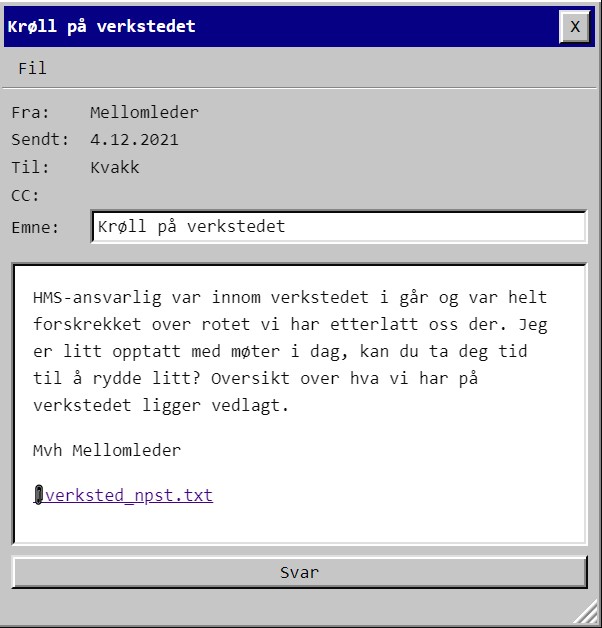 Krøll på verkstedet
X
Fil
Fra: Mellomleder
Sendt: 4.12.2021
Til: Kvakk
CC:
Emne: Krøll på verkstedet
HMS-ansvarlig var innom verkstedet i går og var helt
forskrekket over rotet vi har etterlatt oss der. Jeg
er litt opptatt med møter i dag, kan du ta deg tid
til å rydde litt? Oversikt over hva vi har på
verkstedet ligger vedlagt.
Mvh Mellomleder
verksted_npst.txt
Svar